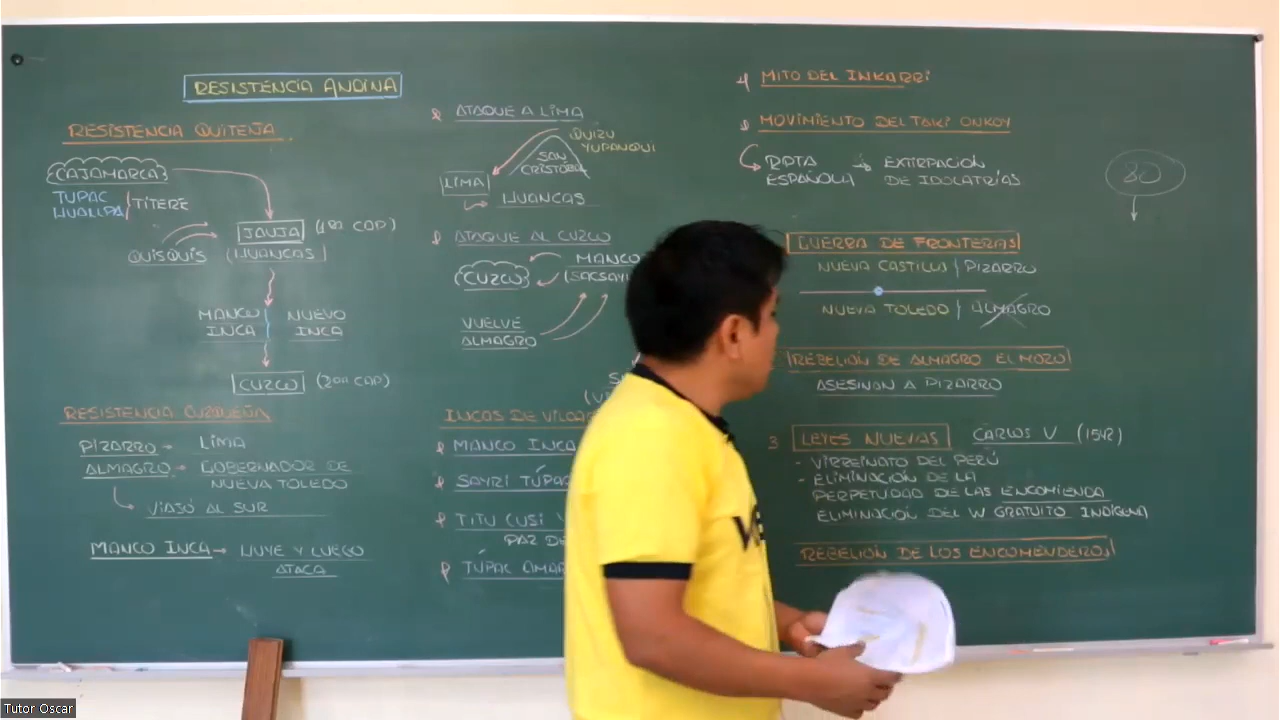 RESISTENCIA ANDINA
RESISTENCIA QUITEÑA
CAJAMARCA
TUPAC
HUALLPA / TÍTERE
JAUJA (1RA CAP)
QUISQUIS (HUANCAS)
MANCO INCA
NUEVO INCA
CUZCO (2DA CAP)
RESISTENCIA CUZQUEÑA
PIZARRO → LIMA
ALMAGRO → GOBERNADOR DE
NUEVA TOLEDO
VIAJÓ AL SUR
MANCO INCA → HUYE Y LUEGO
ATACA
ATAQUE A LIMA
QUIZU
YUPANQUI
SAN
CRISTÓBAL
LIMA
HUANCAS
ATAQUE AL CUZCO
MANCO
CUZCO
VUELVE
ALMAGRO
INCAS DE
MANCO INCA
SAYRI TÚPAC
TITU CUSI
PAZ DE
TÚPAC
MITO DEL INKARRI
MOVIMIENTO DEL TAKI ONKOY
RPTA → EXTIRPACIÓN
ESPAÑOLA DE IDOLATRÍAS
80
GUERRA DE FRONTERAS
NUEVA CASTILLA / PIZARRO
NUEVA TOLEDO / ALMAGRO
REBELIÓN DE ALMAGRO EL MOZO
ASESINAN A PIZARRO
3 LEYES NUEVAS CARLOS V (1542)
- VIRREINATO DEL PERÚ
- ELIMINACIÓN DE LA
PERPETUIDAD DE LAS ENCOMIENDA
ELIMINACIÓN DEL W GRATUITO INDÍGENA
REBELIÓN DE LOS ENCOMENDEROS
Tutor Oscar